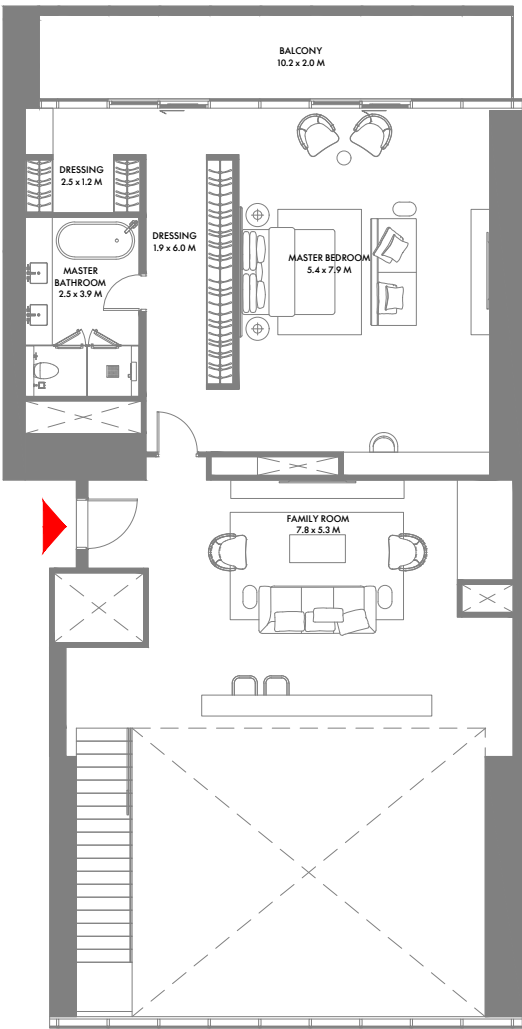 BALCONY
10.2 x 2.0 M
DRESSING
2.5 x 1.2 M
DRESSING
1.9 x 6.0 M
MASTER BEDROOM
5.4 x 7.9 M
MASTER
BATHROOM
2.5 x 3.9 M
FAMILY ROOM
7.8 x 5.3 M